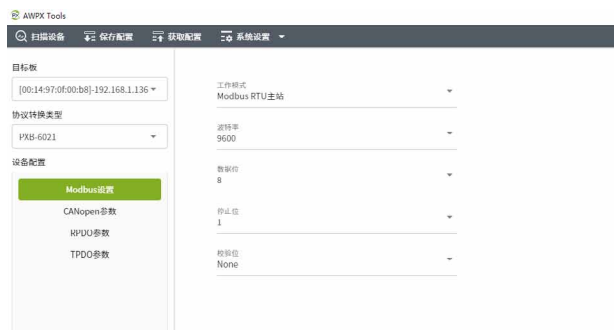 AWPX Tools
扫描设备 保存配置 获取配置 系统设置
目标板
[00:14:97:0f:00:b8]-192.168.1.136
协议转换类型
PXB-6021
设备配置
Modbus设置
CANopen参数
RPDO参数
TPDO参数
工作模式
Modbus RTU主站
波特率
9600
数据位
8
停止位
1
校验位
None